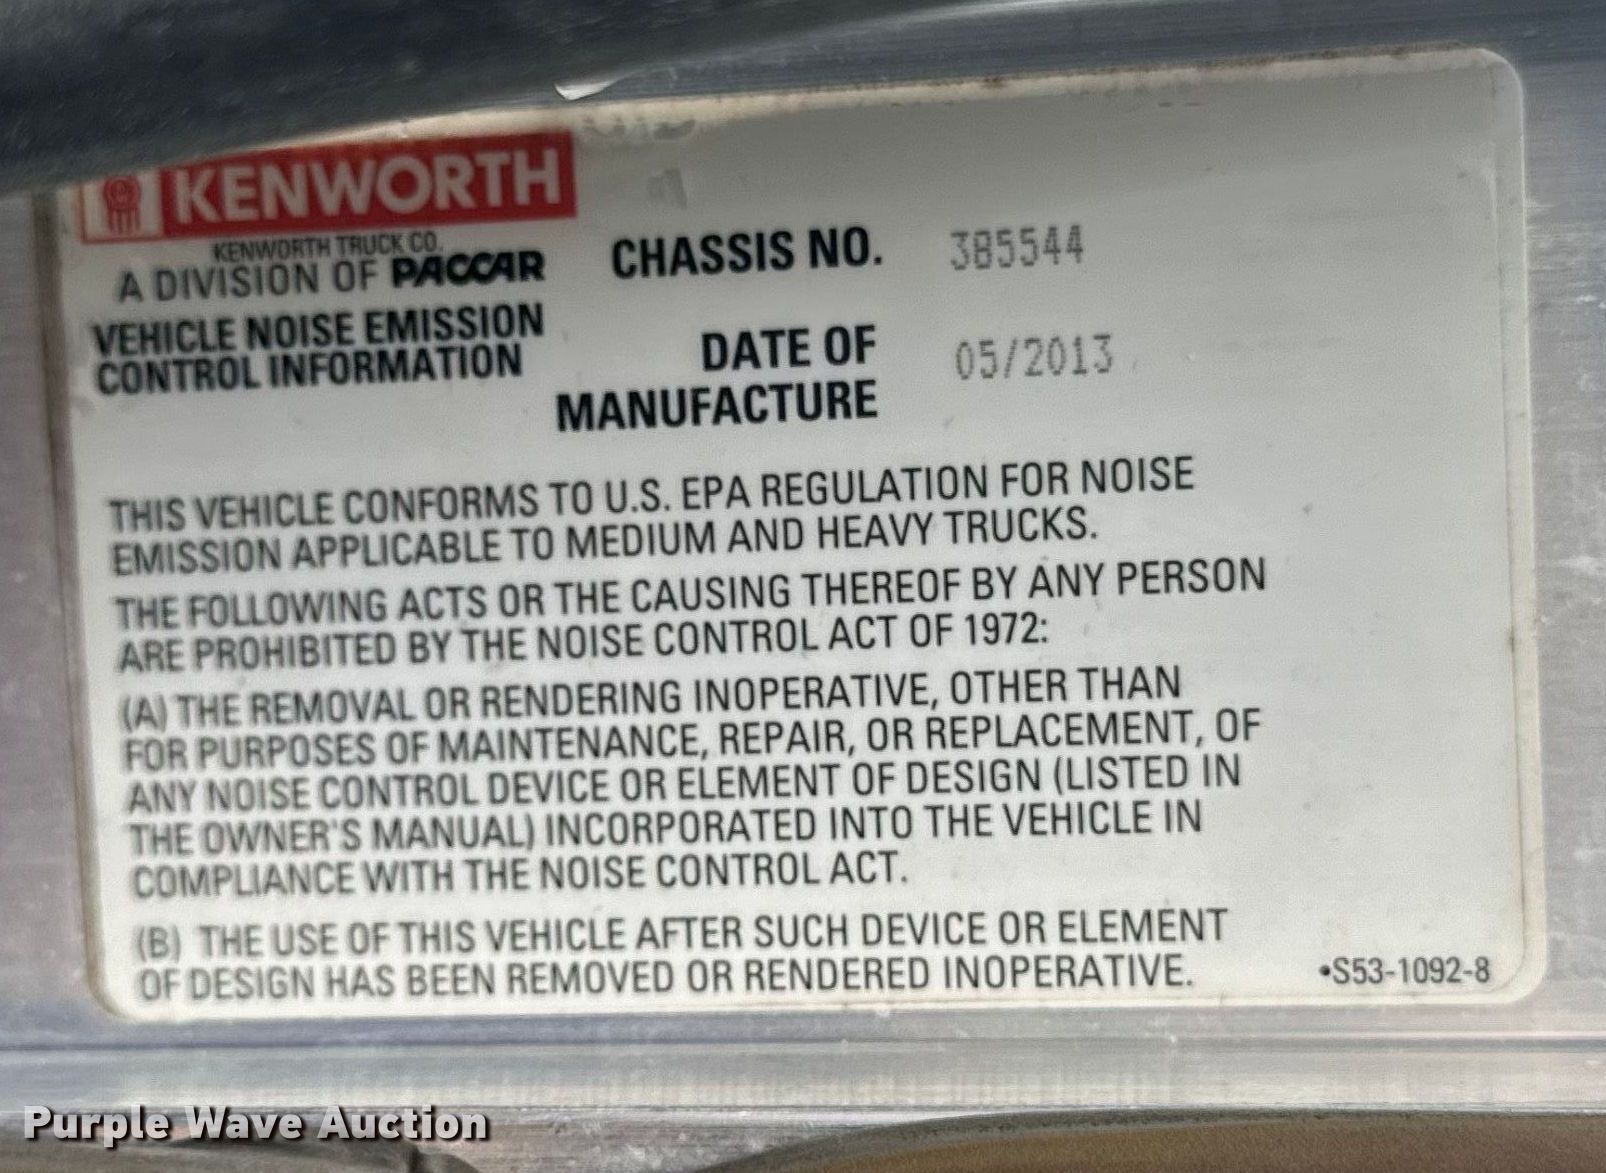 KENWORTH
KENWORTH TRUCK CO.
A DIVISION OF PACCAR
VEHICLE NOISE EMISSION
CONTROL INFORMATION
CHASSIS NO. 385544
DATE OF
MANUFACTURE 05/2013
THIS VEHICLE CONFORMS TO U.S. EPA REGULATION FOR NOISE
EMISSION APPLICABLE TO MEDIUM AND HEAVY TRUCKS.
THE FOLLOWING ACTS OR THE CAUSING THEREOF BY ANY PERSON
ARE PROHIBITED BY THE NOISE CONTROL ACT OF 1972:
(A) THE REMOVAL OR RENDERING INOPERATIVE, OTHER THAN
FOR PURPOSES OF MAINTENANCE, REPAIR, OR REPLACEMENT, OF
ANY NOISE CONTROL DEVICE OR ELEMENT OF DESIGN (LISTED IN
THE OWNER'S MANUAL) INCORPORATED INTO THE VEHICLE IN
COMPLIANCE WITH THE NOISE CONTROL ACT.
(B) THE USE OF THIS VEHICLE AFTER SUCH DEVICE OR ELEMENT
OF DESIGN HAS BEEN REMOVED OR RENDERED INOPERATIVE.
•S53-1092-8
Purple Wave Auction